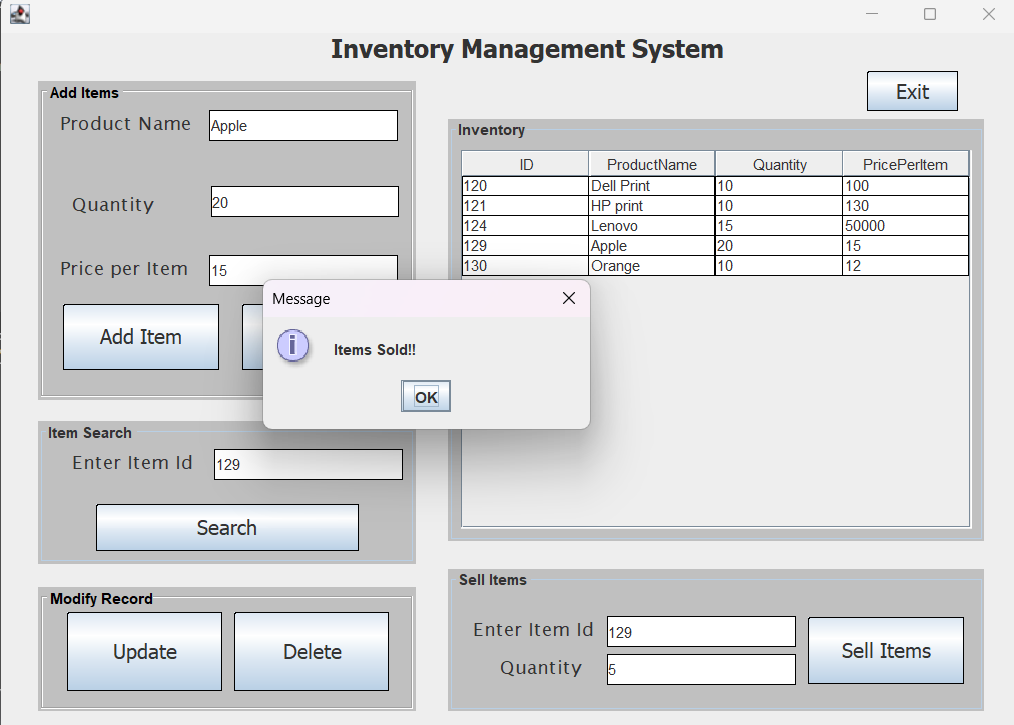 Inventory Management System
Exit
Add Items
Product Name Apple
Quantity 20
Price per Item 15
Add Item
Inventory
ID ProductName Quantity PricePerItem
120 Dell Print 10 100
121 HP print 10 130
124 Lenovo 15 50000
129 Apple 20 15
130 Orange 10 12
Message
Items Sold!!
OK
Item Search
Enter Item Id 129
Search
Modify Record
Update Delete
Sell Items
Enter Item Id 129
Quantity 5
Sell Items